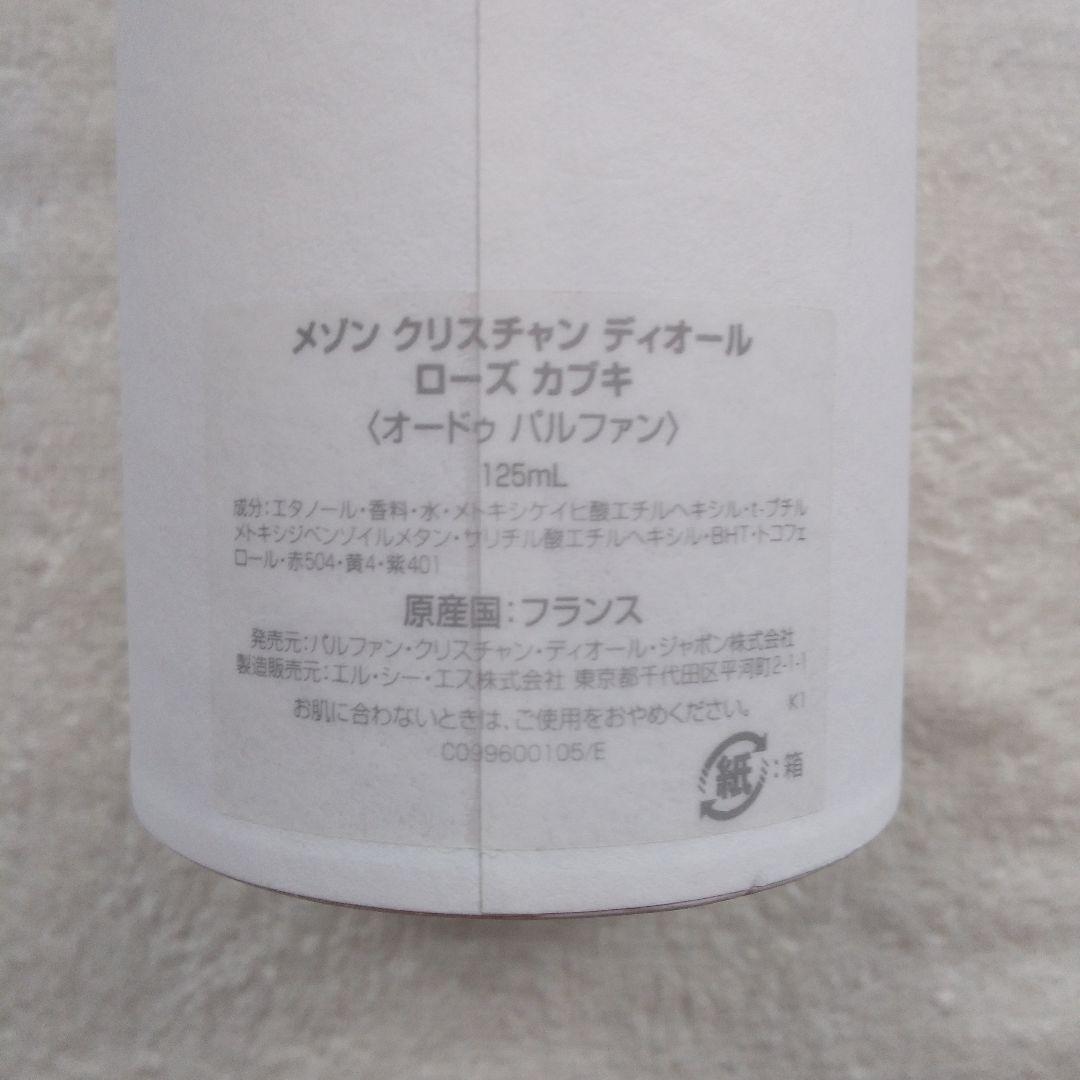 メゾン クリスチャン ディオール
ローズ カブキ
〈オードゥ パルファン〉
125mL
成分：エタノール・香料・水・メトキシケイヒ酸エチルヘキシル・t-ブチル
メトキシジベンゾイルメタン・サリチル酸エチルヘキシル・BHT・トコフェ
ロール・赤504・黄4・紫401
原産国：フランス
発売元：パルファン・クリスチャン・ディオール・ジャポン株式会社
製造販売元：エル・シー・エス株式会社 東京都千代田区平河町2-1-1
お肌に合わないときは、ご使用をおやめください。 K1
C099600105/E
紙：箱